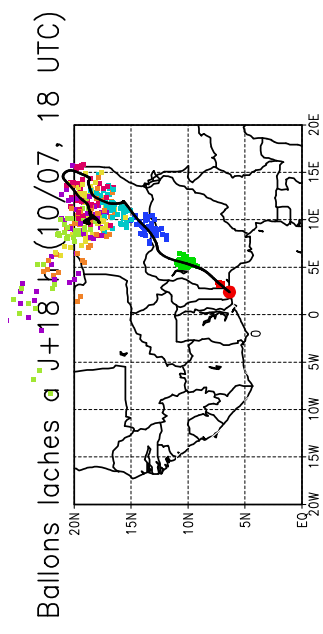 Ballons laches a J+18 h (10/07, 18 UTC)
20N
15N
10N
5N
EQ
20W
15W
10W
5W
0
5E
10E
15E
20E
0